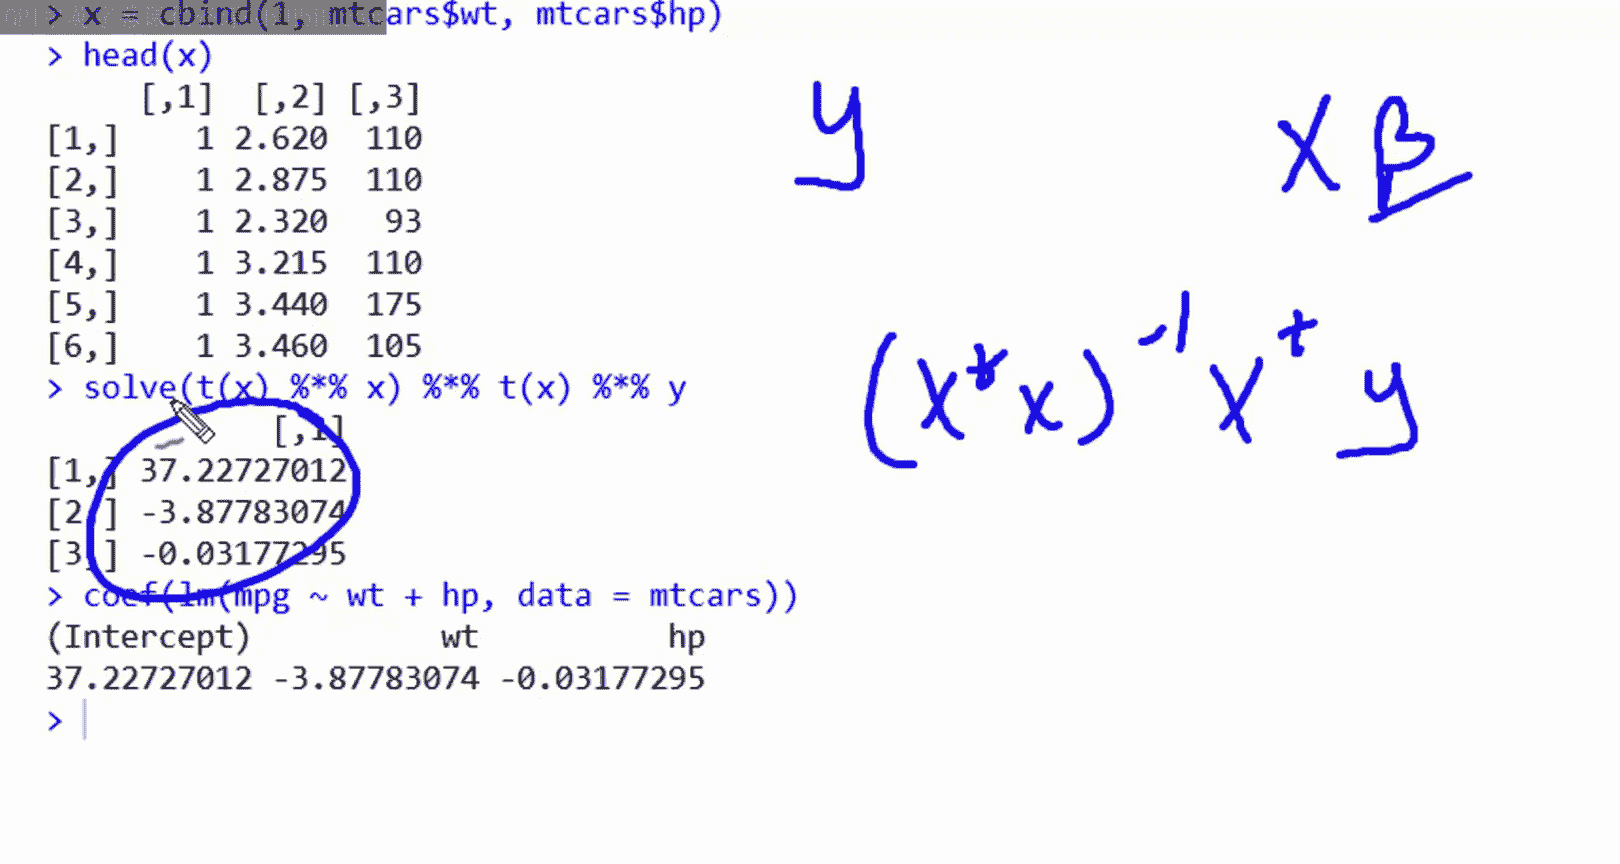 > x = cbind(1, mtcars$wt, mtcars$hp)
> head(x)
[,1] [,2] [,3]
[1,] 1 2.620 110
[2,] 1 2.875 110
[3,] 1 2.320 93
[4,] 1 3.215 110
[5,] 1 3.440 175
[6,] 1 3.460 105
> solve(t(x) %*% x) %*% t(x) %*% y
[,1]
[1,] 37.22727012
[2,] -3.87783074
[3,] -0.03177295
> coef(lm(mpg ~ wt + hp, data = mtcars))
(Intercept) wt hp
37.22727012 -3.87783074 -0.03177295
>
y xβ
(x^t x)^-1 x^t y